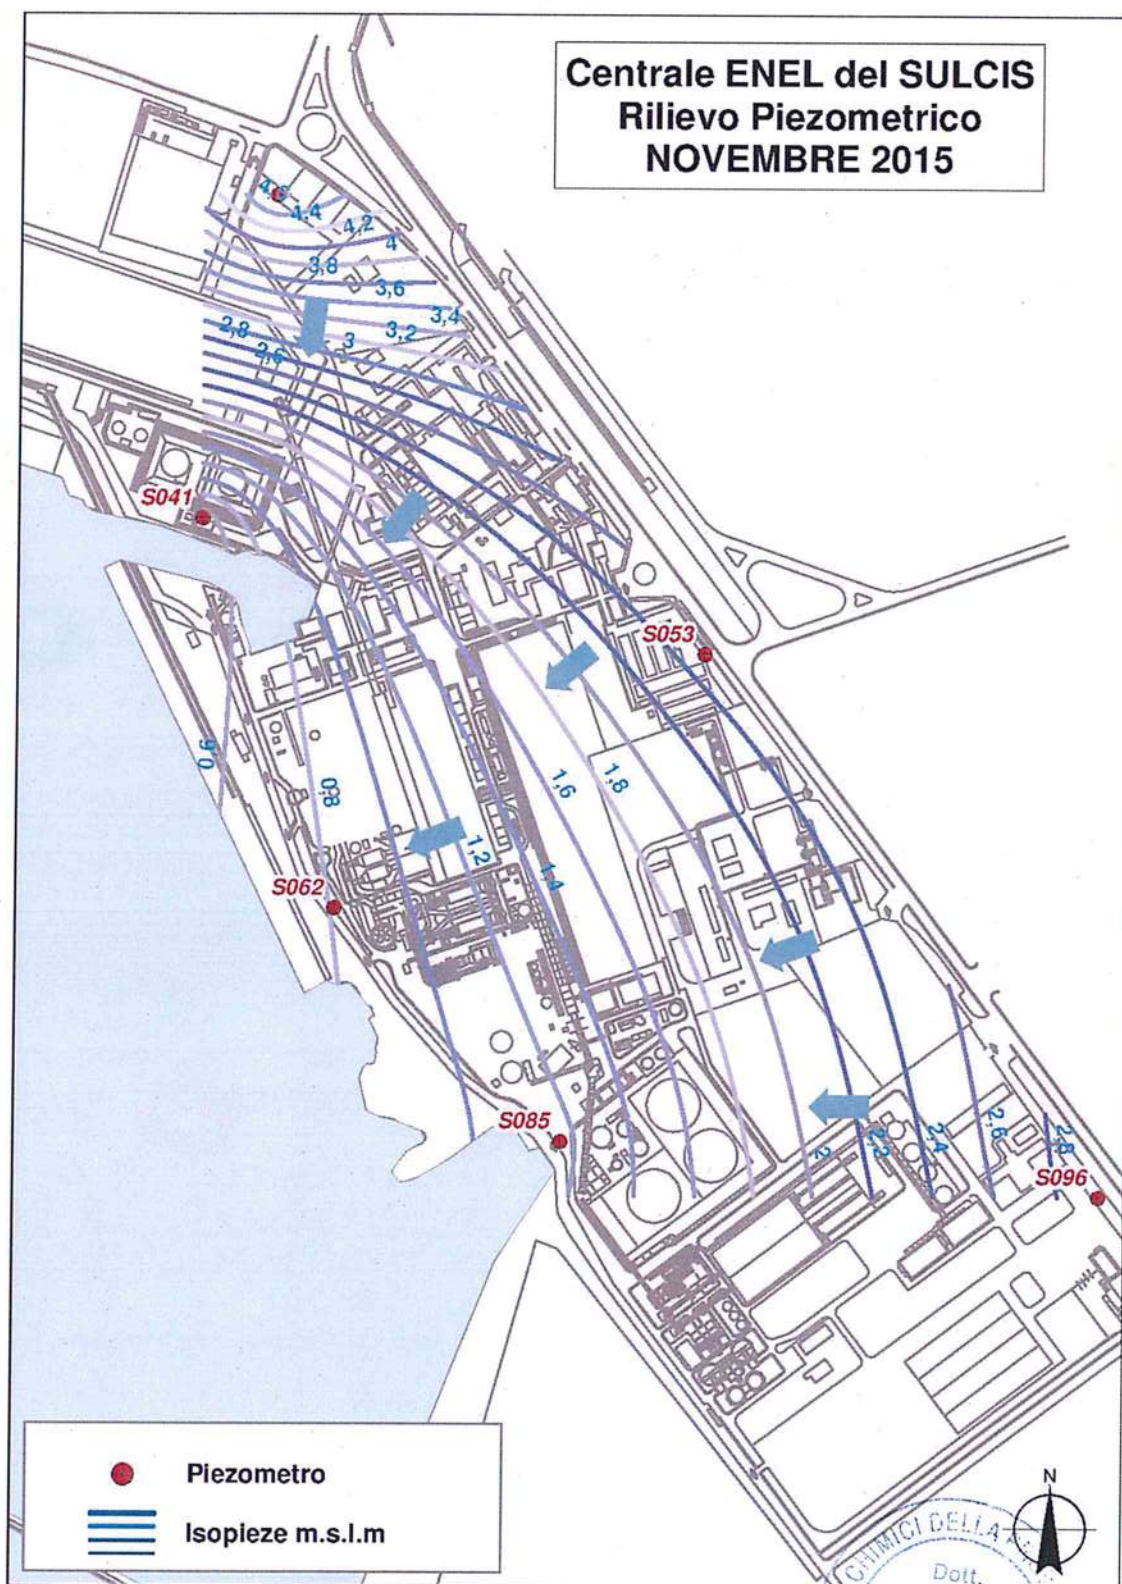 Centrale ENEL del SULCIS
Rilievo Piezometrico
NOVEMBRE 2015
4,6
4.4
4,2
4
3,8
3,6
3,4
3,2
3
2,8
2,6
S041
S053
0,6
0,8
1,8
1,6
1,2
1,4
S062
S085
2
2,2
2,4
2,6
2,8
S096
Piezometro
Isopieze m.s.l.m
N
CHIMICI DELLA
Dott.